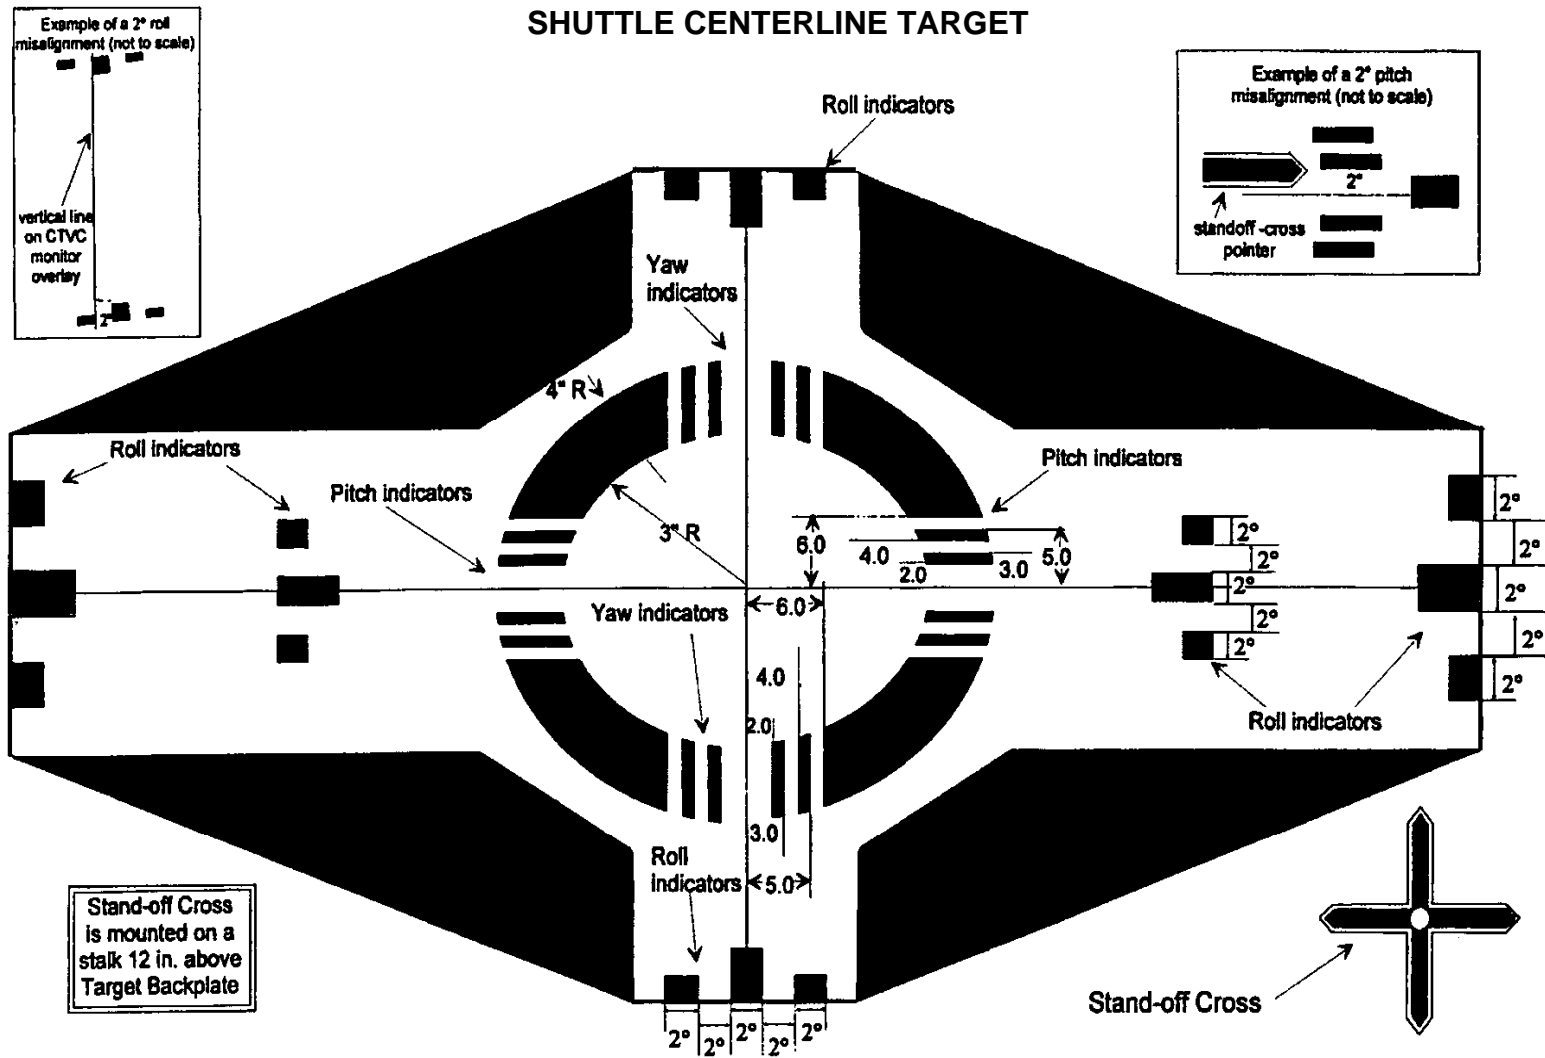 SHUTTLE CENTERLINE TARGET
Example of a 2° roll
misalignment (not to scale)
vertical line
on CTVC
monitor
overlay
2°
Example of a 2° pitch
misalignment (not to scale)
2°
standoff -cross
pointer
Roll indicators
Yaw
indicators
4" R
Roll indicators
Pitch indicators
3" R
Pitch indicators
6.0
4.0
5.0
2.0
3.0
6.0
Yaw indicators
4.0
2.0
3.0
5.0
Roll
indicators
2°
2°
2°
2°
2°
2°
2°
2°
2°
2°
Roll indicators
2°
2°
2°
2°
2°
Stand-off Cross
is mounted on a
stalk 12 in. above
Target Backplate
Stand-off Cross